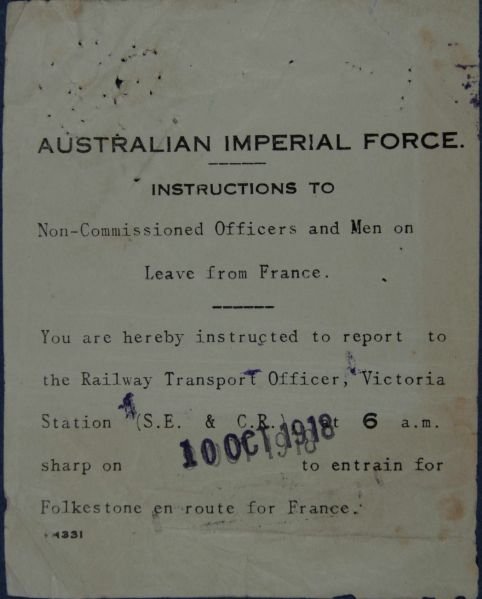 AUSTRALIAN IMPERIAL FORCE.
INSTRUCTIONS TO
Non-Commissioned Officers and Men on
Leave from France.
You are hereby instructed to report to
the Railway Transport Officer, Victoria
Station (S.E. & C.R.) at 6 a.m.
10 OCT 1918
sharp on to entrain for
Folkestone en route for France.
4331